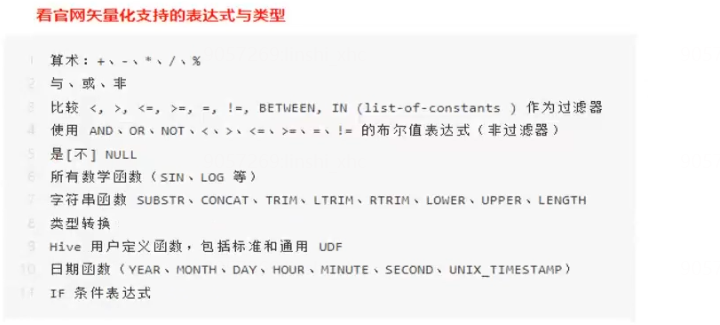 看官网矢量化支持的表达式与类型
1 算术：+、-、*、/、%
2 与、或、非
3 比较 <, >, <=, >=, =, !=, BETWEEN, IN (list-of-constants ) 作为过滤器
4 使用 AND、OR、NOT、<、>、<=、>=、=、!= 的布尔值表达式（非过滤器）
5 是[不] NULL
6 所有数学函数（SIN、LOG 等）
7 字符串函数 SUBSTR、CONCAT、TRIM、LTRIM、RTRIM、LOWER、UPPER、LENGTH
8 类型转换
9 Hive 用户定义函数，包括标准和通用 UDF
10 日期函数（YEAR、MONTH、DAY、HOUR、MINUTE、SECOND、UNIX_TIMESTAMP）
11 IF 条件表达式